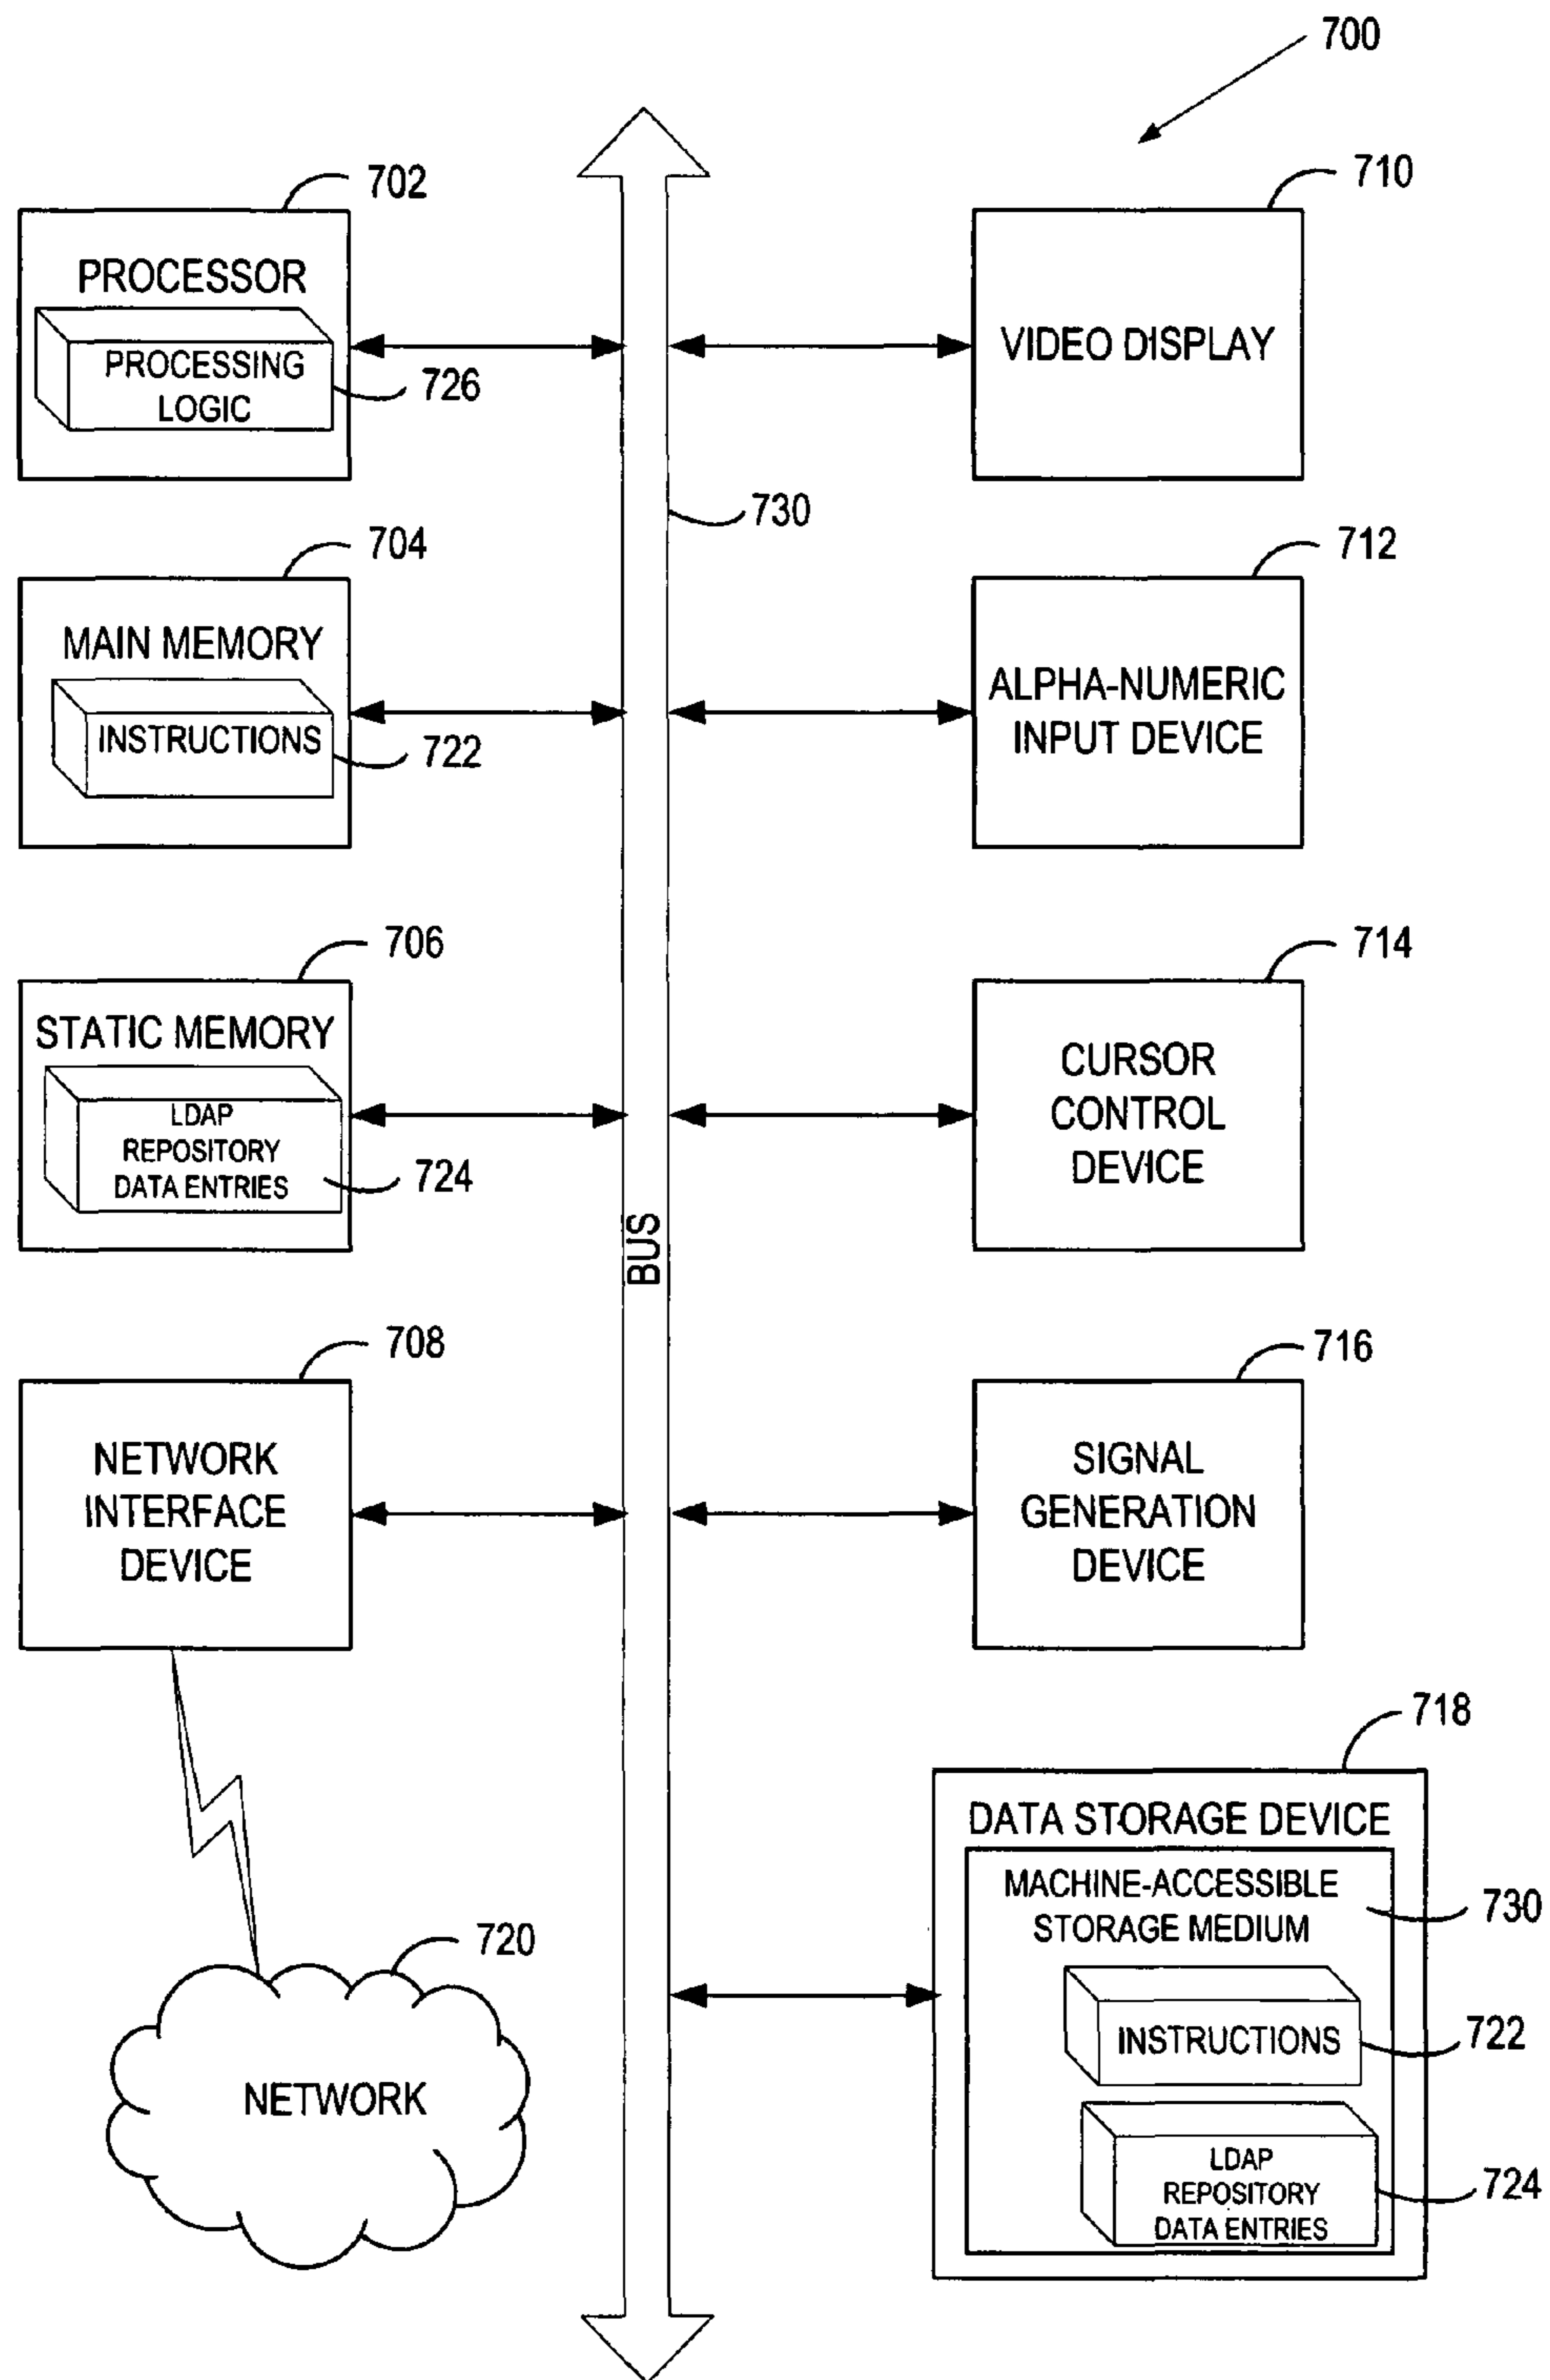 700
702
PROCESSOR
PROCESSING
LOGIC
726
710
VIDEO DISPLAY
730
704
MAIN MEMORY
INSTRUCTIONS
722
712
ALPHA-NUMERIC
INPUT DEVICE
706
STATIC MEMORY
LDAP
REPOSITORY
DATA ENTRIES
724
714
CURSOR
CONTROL
DEVICE
BUS
708
NETWORK
INTERFACE
DEVICE
716
SIGNAL
GENERATION
DEVICE
718
DATA STORAGE DEVICE
MACHINE-ACCESSIBLE
STORAGE MEDIUM
730
INSTRUCTIONS
722
LDAP
REPOSITORY
DATA ENTRIES
724
720
NETWORK